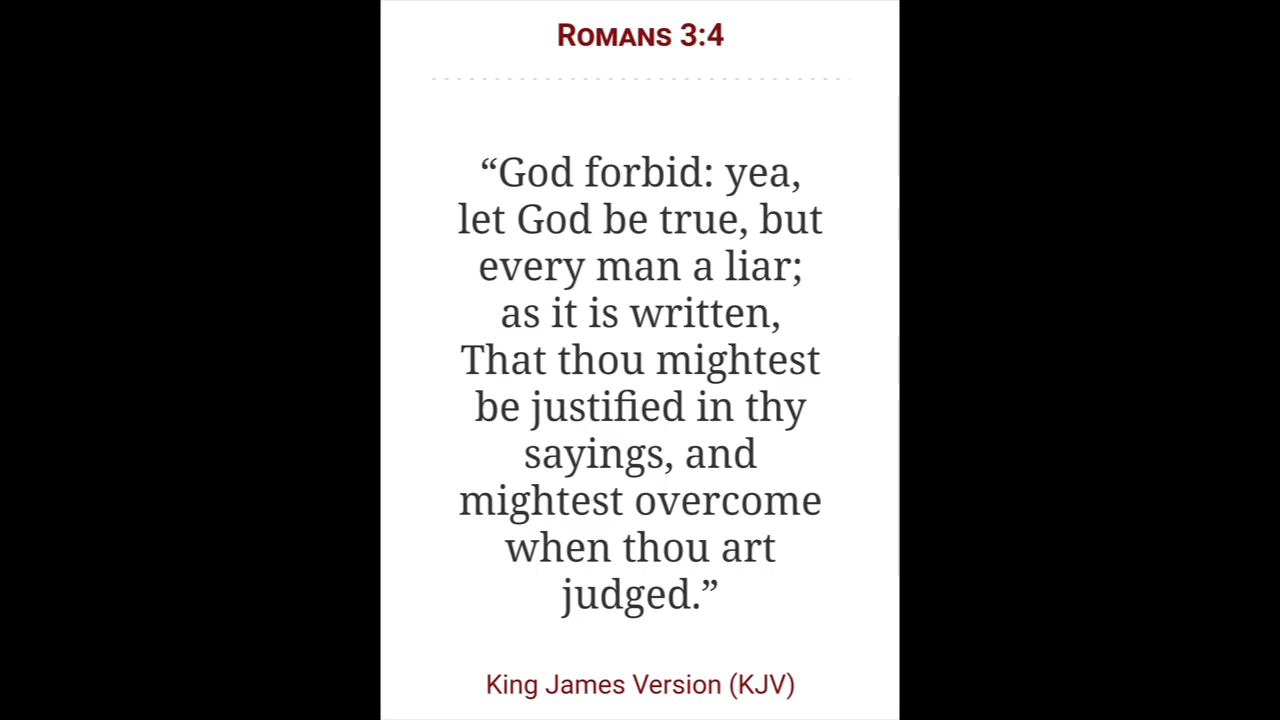 Romans 3:4
“God forbid: yea,
let God be true, but
every man a liar;
as it is written,
That thou mightest
be justified in thy
sayings, and
mightest overcome
when thou art
judged.”
King James Version (KJV)